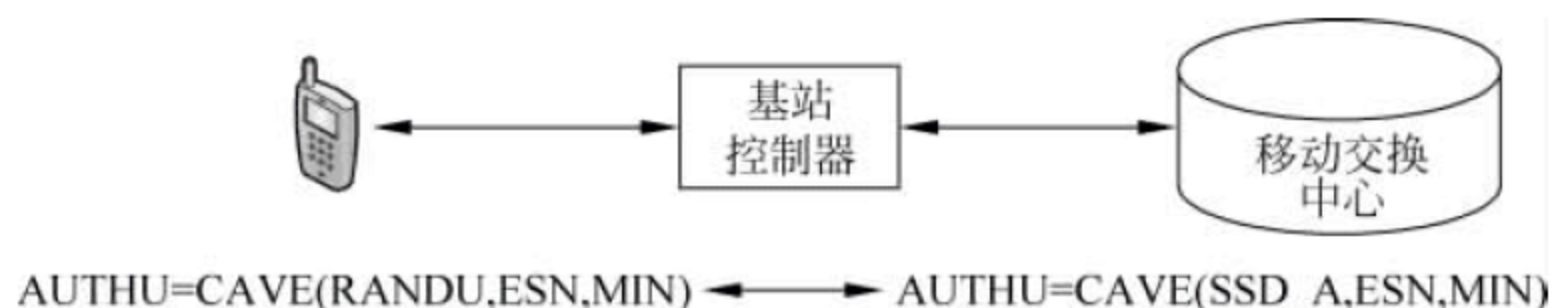 基站
控制器
移动交换
中心
AUTHU=CAVE(RANDU,ESN,MIN)
AUTHU=CAVE(SSD_A,ESN,MIN)